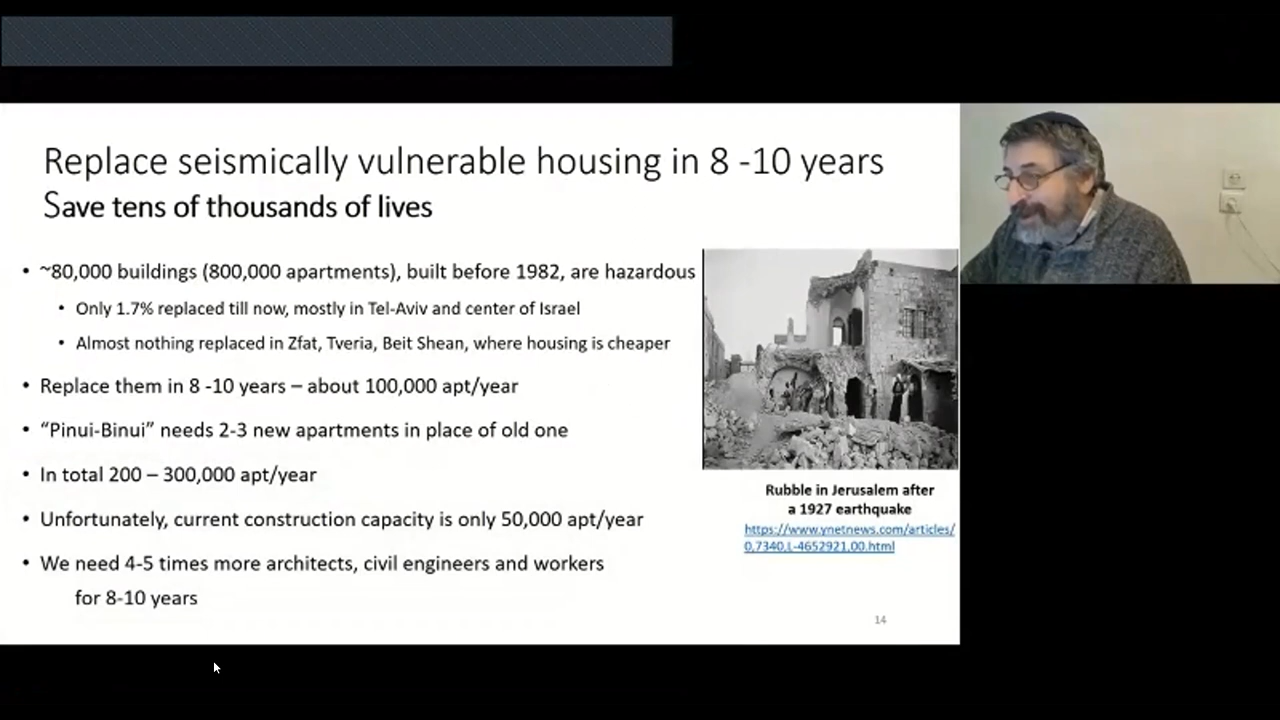 Replace seismically vulnerable housing in 8 -10 years
Save tens of thousands of lives
• ~80,000 buildings (800,000 apartments), built before 1982, are hazardous
• Only 1.7% replaced till now, mostly in Tel-Aviv and center of Israel
• Almost nothing replaced in Zfat, Tveria, Beit Shean, where housing is cheaper
• Replace them in 8 -10 years – about 100,000 apt/year
• “Pinui-Binui” needs 2-3 new apartments in place of old one
• In total 200 – 300,000 apt/year
• Unfortunately, current construction capacity is only 50,000 apt/year
• We need 4-5 times more architects, civil engineers and workers
for 8-10 years
Rubble in Jerusalem after
a 1927 earthquake
https://www.ynetnews.com/articles/
0,7340,L-4652921,00.html
14